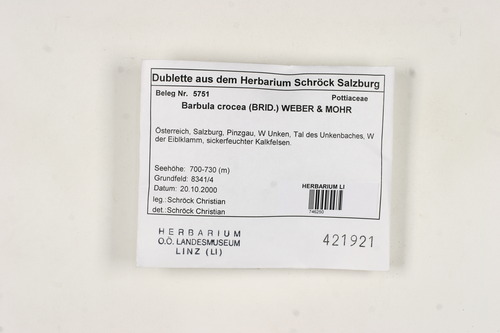 Dublette aus dem Herbarium Schröck Salzburg
Beleg Nr. 5751 Pottiaceae
Barbula crocea (BRID.) WEBER & MOHR
Österreich, Salzburg, Pinzgau, W Unken, Tal des Unkenbaches, W
der Eiblklamm, sickerfeuchter Kalkfelsen.
Seehöhe: 700-730 (m)
Grundfeld: 8341/4
Datum: 20.10.2000
leg.: Schröck Christian
det.: Schröck Christian
HERBARIUM LI
746250
HERBARIUM
O.Ö. LANDESMUSEUM
LINZ (LI)
421921